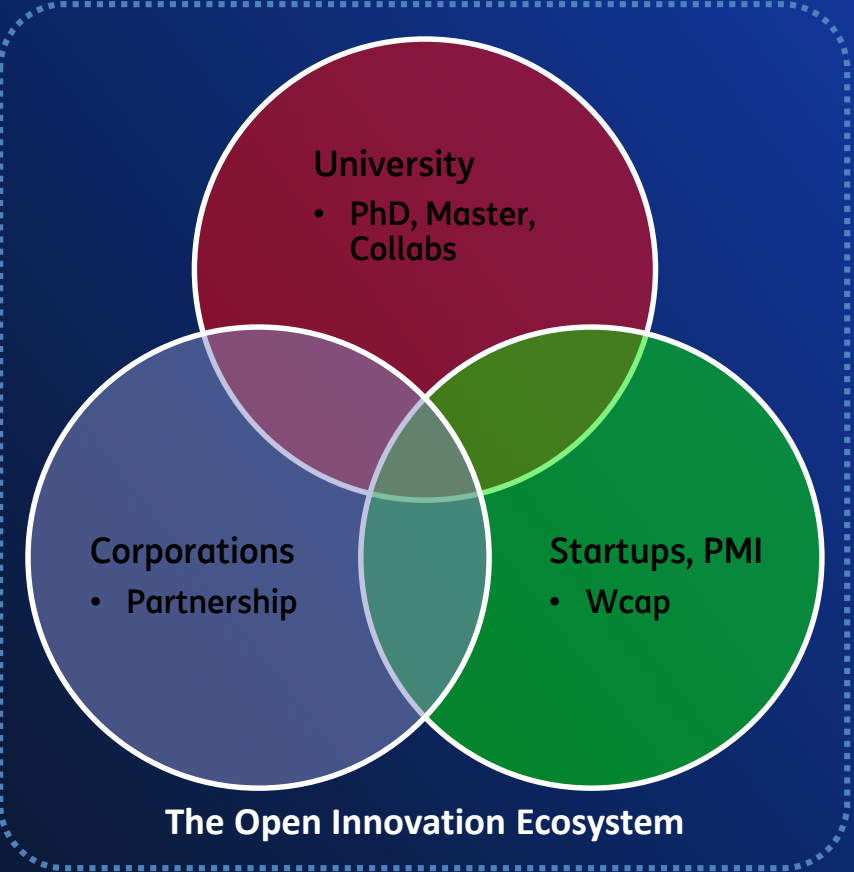 University
• PhD, Master,
Collabs
Corporations
• Partnership
Startups, PMI
• Wcap
The Open Innovation Ecosystem